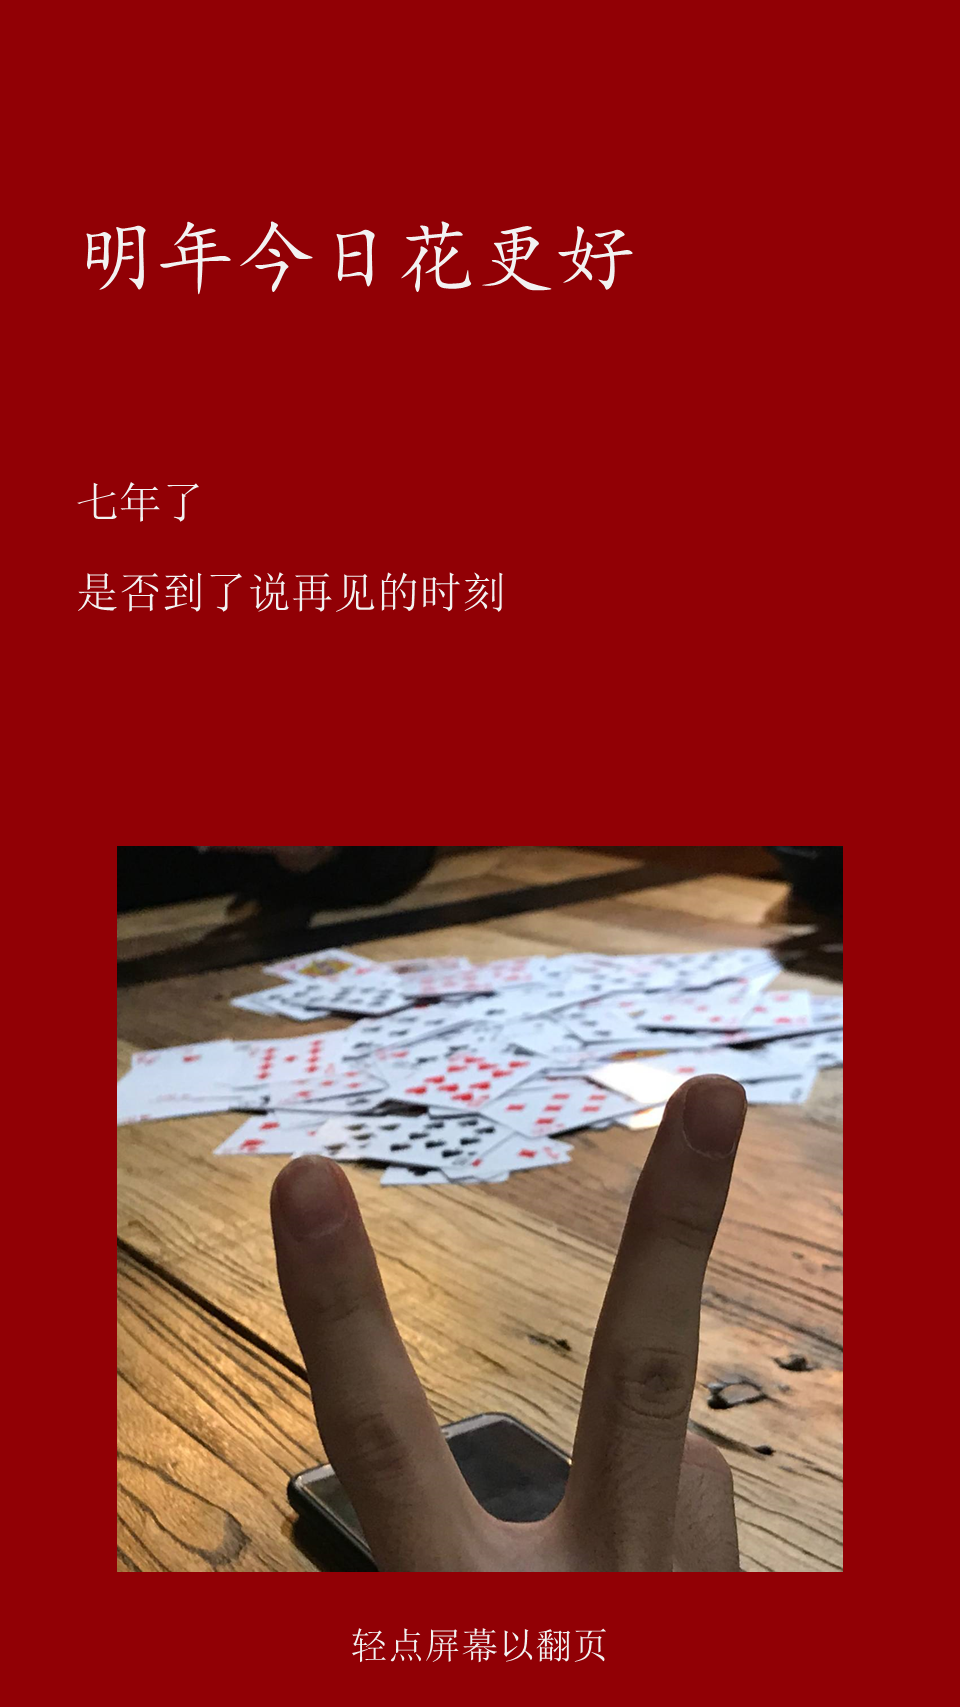 明年今日花更好
七年了
是否到了说再见的时刻
轻点屏幕以翻页